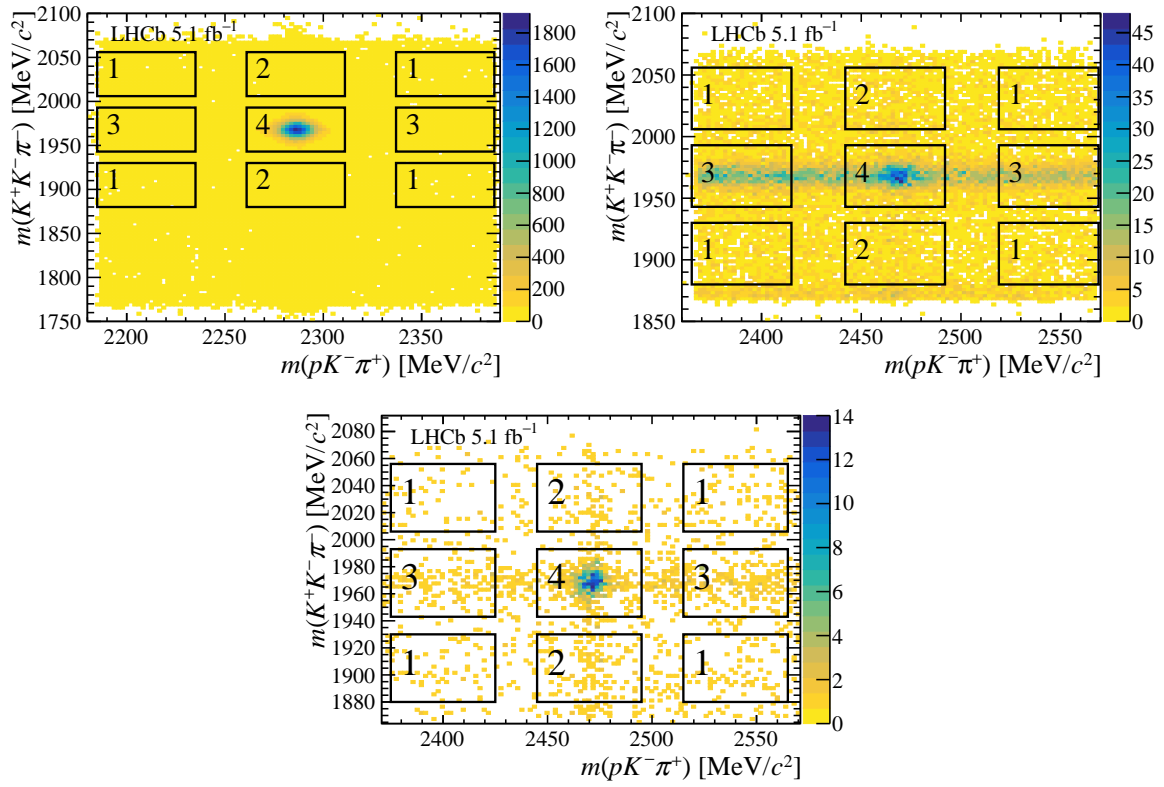 m(K⁺K⁻π⁻) [MeV/c²]
LHCb 5.1 fb⁻¹
2100
2050
2000
1950
1900
1850
1800
1750
1 2 1
3 4 3
1 2 1
2200 2250 2300 2350
m(pK⁻π⁺) [MeV/c²]
1800
1600
1400
1200
1000
800
600
400
200
0
m(K⁺K⁻π⁻) [MeV/c²]
LHCb 5.1 fb⁻¹
2100
2050
2000
1950
1900
1850
1 2 1
3 4 3
1 2 1
2400 2450 2500 2550
m(pK⁻π⁺) [MeV/c²]
45
40
35
30
25
20
15
10
5
0
m(K⁺K⁻π⁻) [MeV/c²]
LHCb 5.1 fb⁻¹
2080
2060
2040
2020
2000
1980
1960
1940
1920
1900
1880
1 2 1
3 4 3
1 2 1
2400 2450 2500 2550
m(pK⁻π⁺) [MeV/c²]
14
12
10
8
6
4
2
0